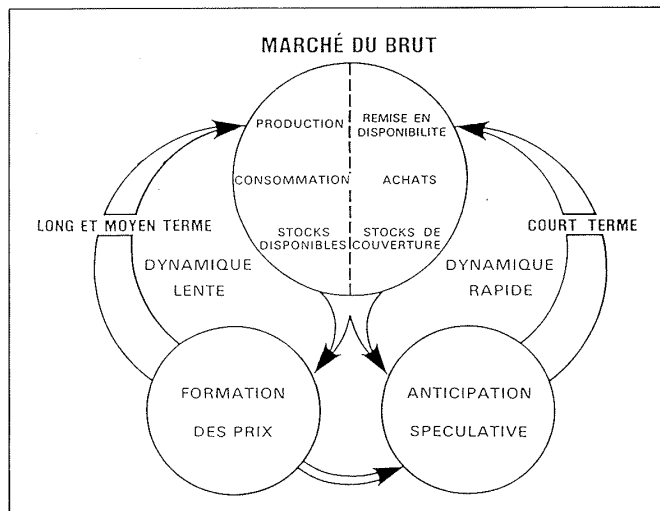 MARCHÉ DU BRUT
PRODUCTION
REMISE EN
DISPONIBILITE
CONSOMMATION
ACHATS
STOCKS
DISPONIBLES
STOCKS DE
COUVERTURE
LONG ET MOYEN TERME
COURT TERME
DYNAMIQUE
LENTE
DYNAMIQUE
RAPIDE
FORMATION
DES PRIX
ANTICIPATION
SPECULATIVE